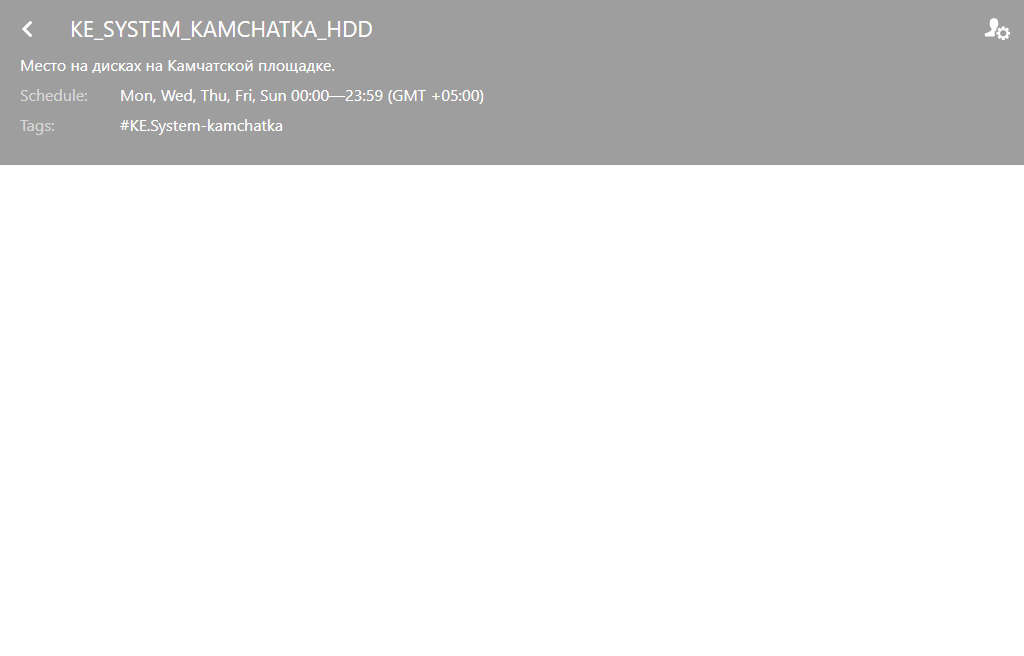 KE_SYSTEM_KAMCHATKA_HDD
Место на дисках на Камчатской площадке.
Schedule: Mon, Wed, Thu, Fri, Sun 00:00—23:59 (GMT +05:00)
Tags: #KE.System-kamchatka